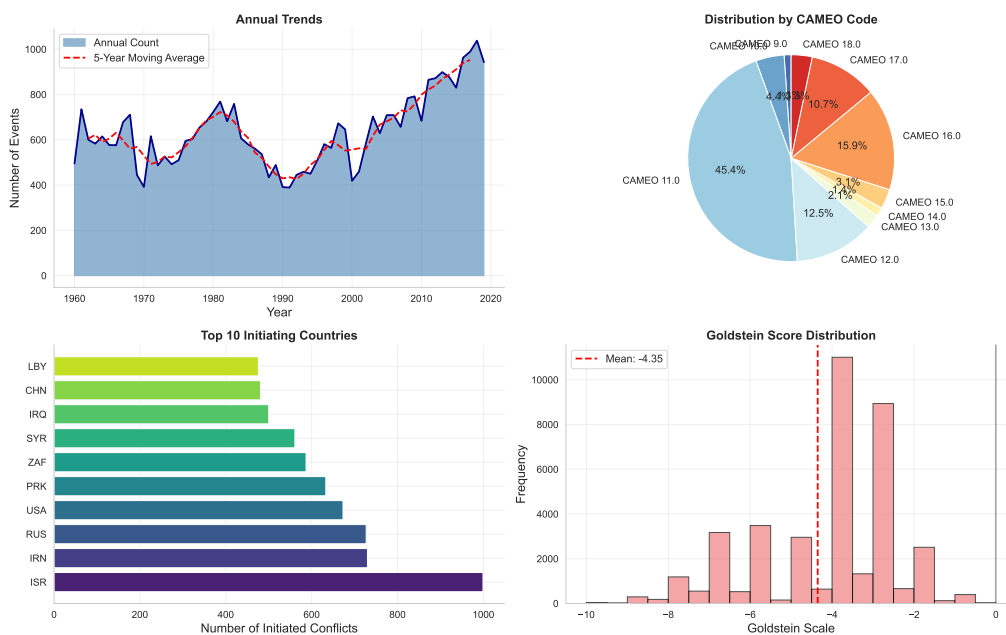 Annual Trends
Number of Events
1000
800
600
400
200
0
Annual Count
5-Year Moving Average
1960
1970
1980
1990
2000
2010
2020
Year
Distribution by CAMEO Code
CAMEO 9.0
CAMEO 18.0
CAMEO 17.0
10.7%
4.4%
CAMEO 16.0
15.9%
45.4%
CAMEO 11.0
3.1%
1.4%
2.1%
CAMEO 15.0
CAMEO 14.0
CAMEO 13.0
12.5%
CAMEO 12.0
Top 10 Initiating Countries
LBY
CHN
IRQ
SYR
ZAF
PRK
USA
RUS
IRN
ISR
0
200
400
600
800
1000
Number of Initiated Conflicts
Goldstein Score Distribution
Mean: -4.35
Frequency
10000
8000
6000
4000
2000
0
−10
−8
−6
−4
−2
0
Goldstein Scale